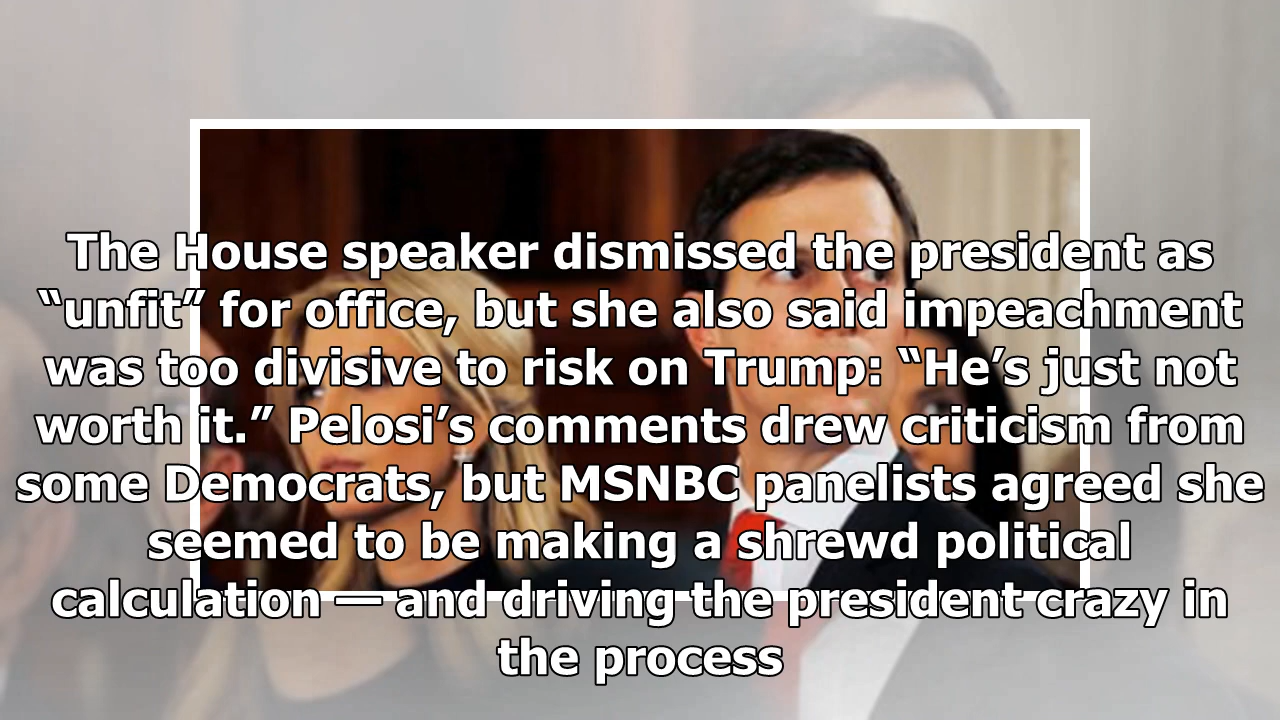 The House speaker dismissed the president as
“unfit” for office, but she also said impeachment
was too divisive to risk on Trump: “He’s just not
worth it.” Pelosi’s comments drew criticism from
some Democrats, but MSNBC panelists agreed she
seemed to be making a shrewd political
calculation — and driving the president crazy in
the process